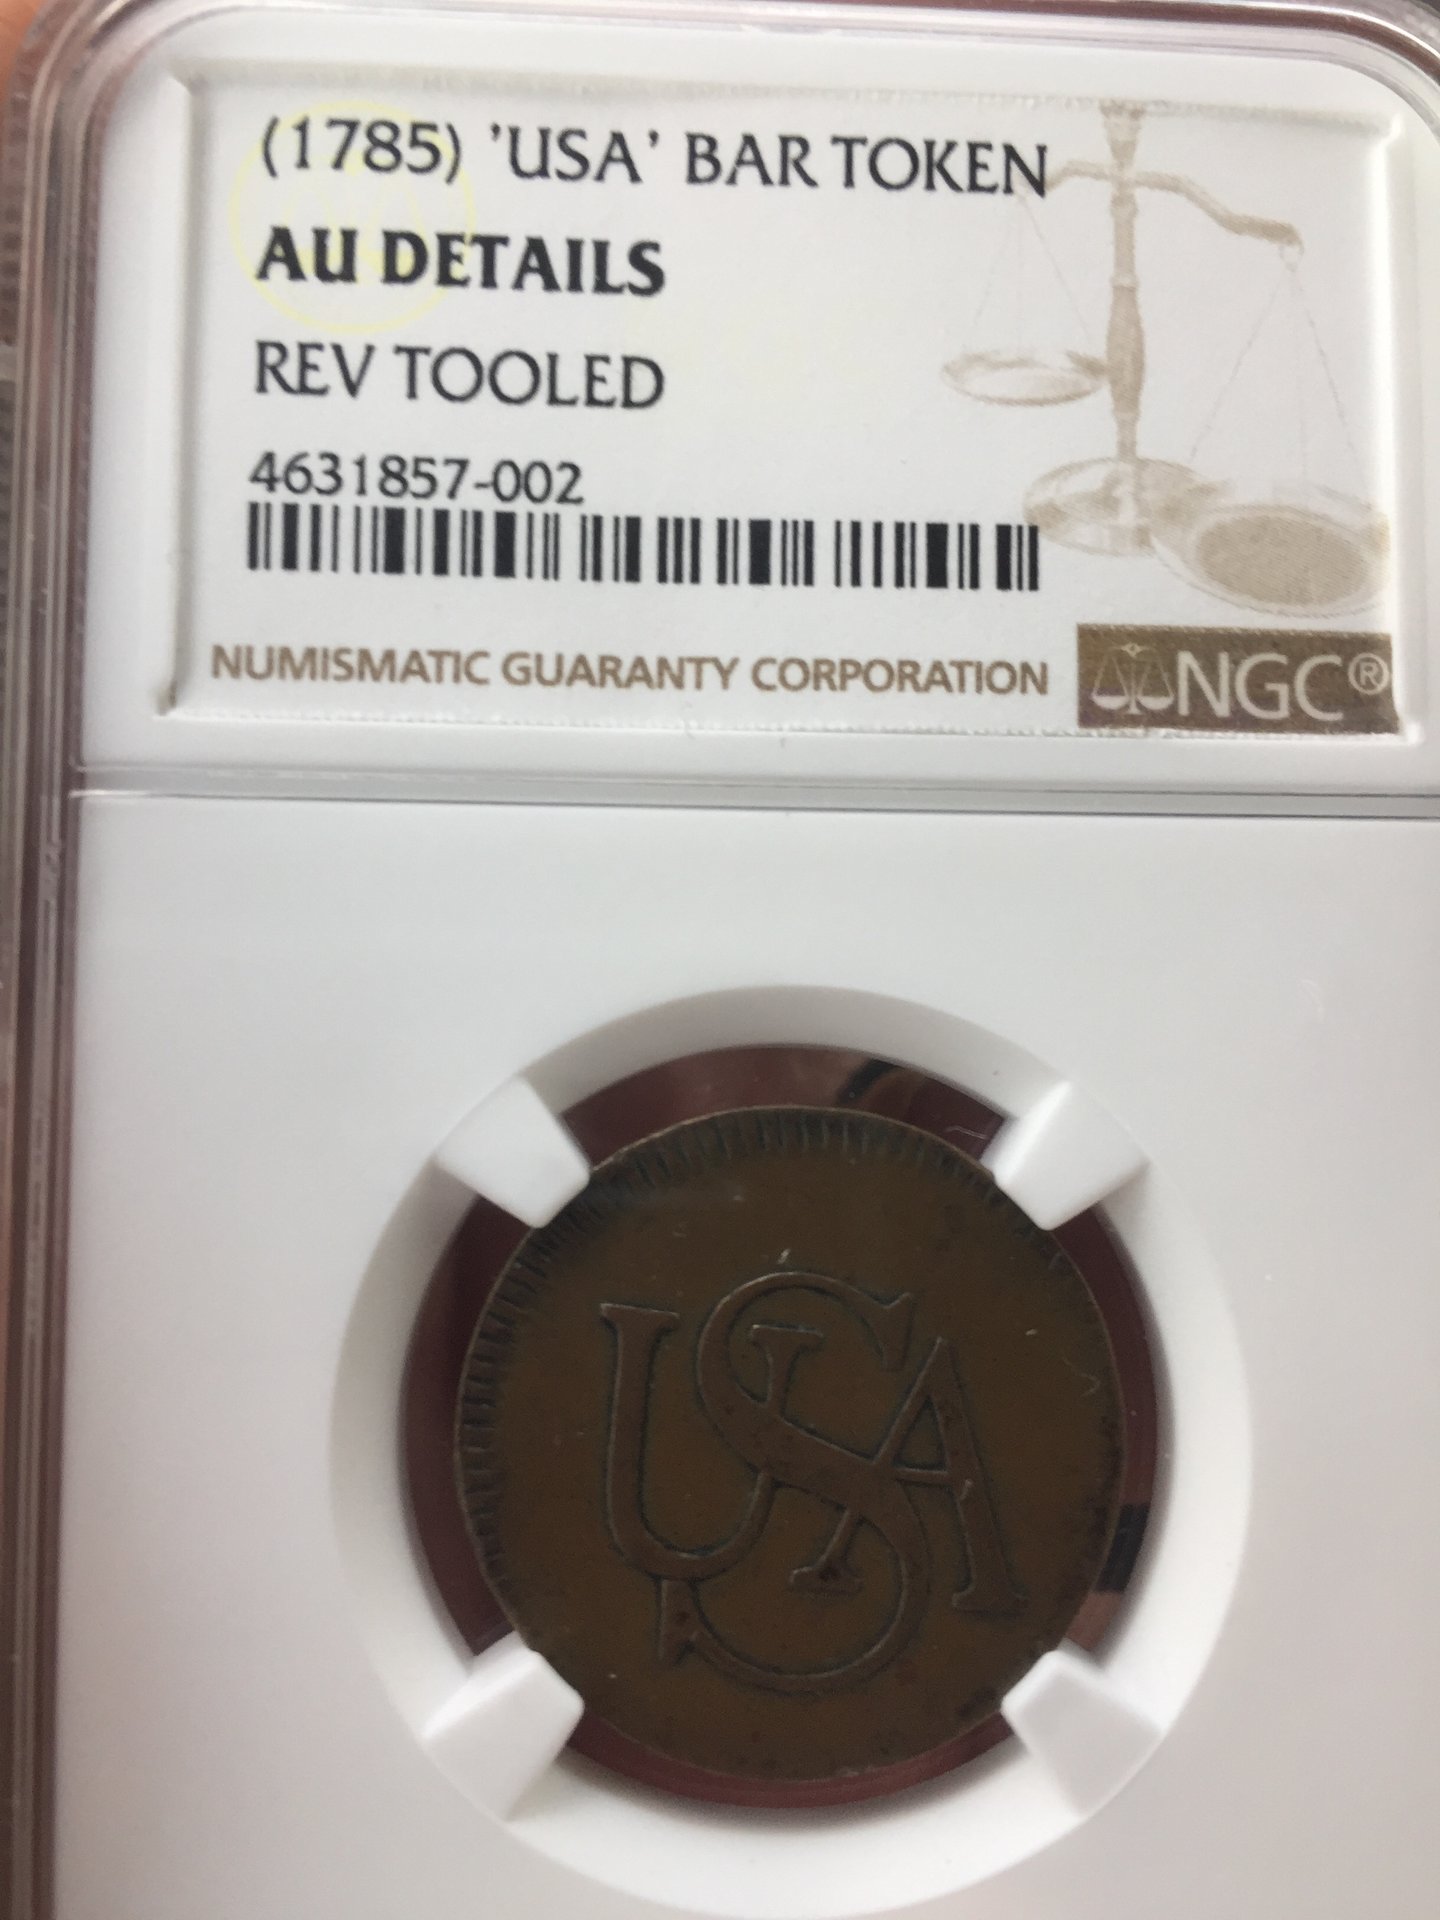 (1785) 'USA' BAR TOKEN
AU DETAILS
REV TOOLED
4631857-002
NUMISMATIC GUARANTY CORPORATION NGC®
USA